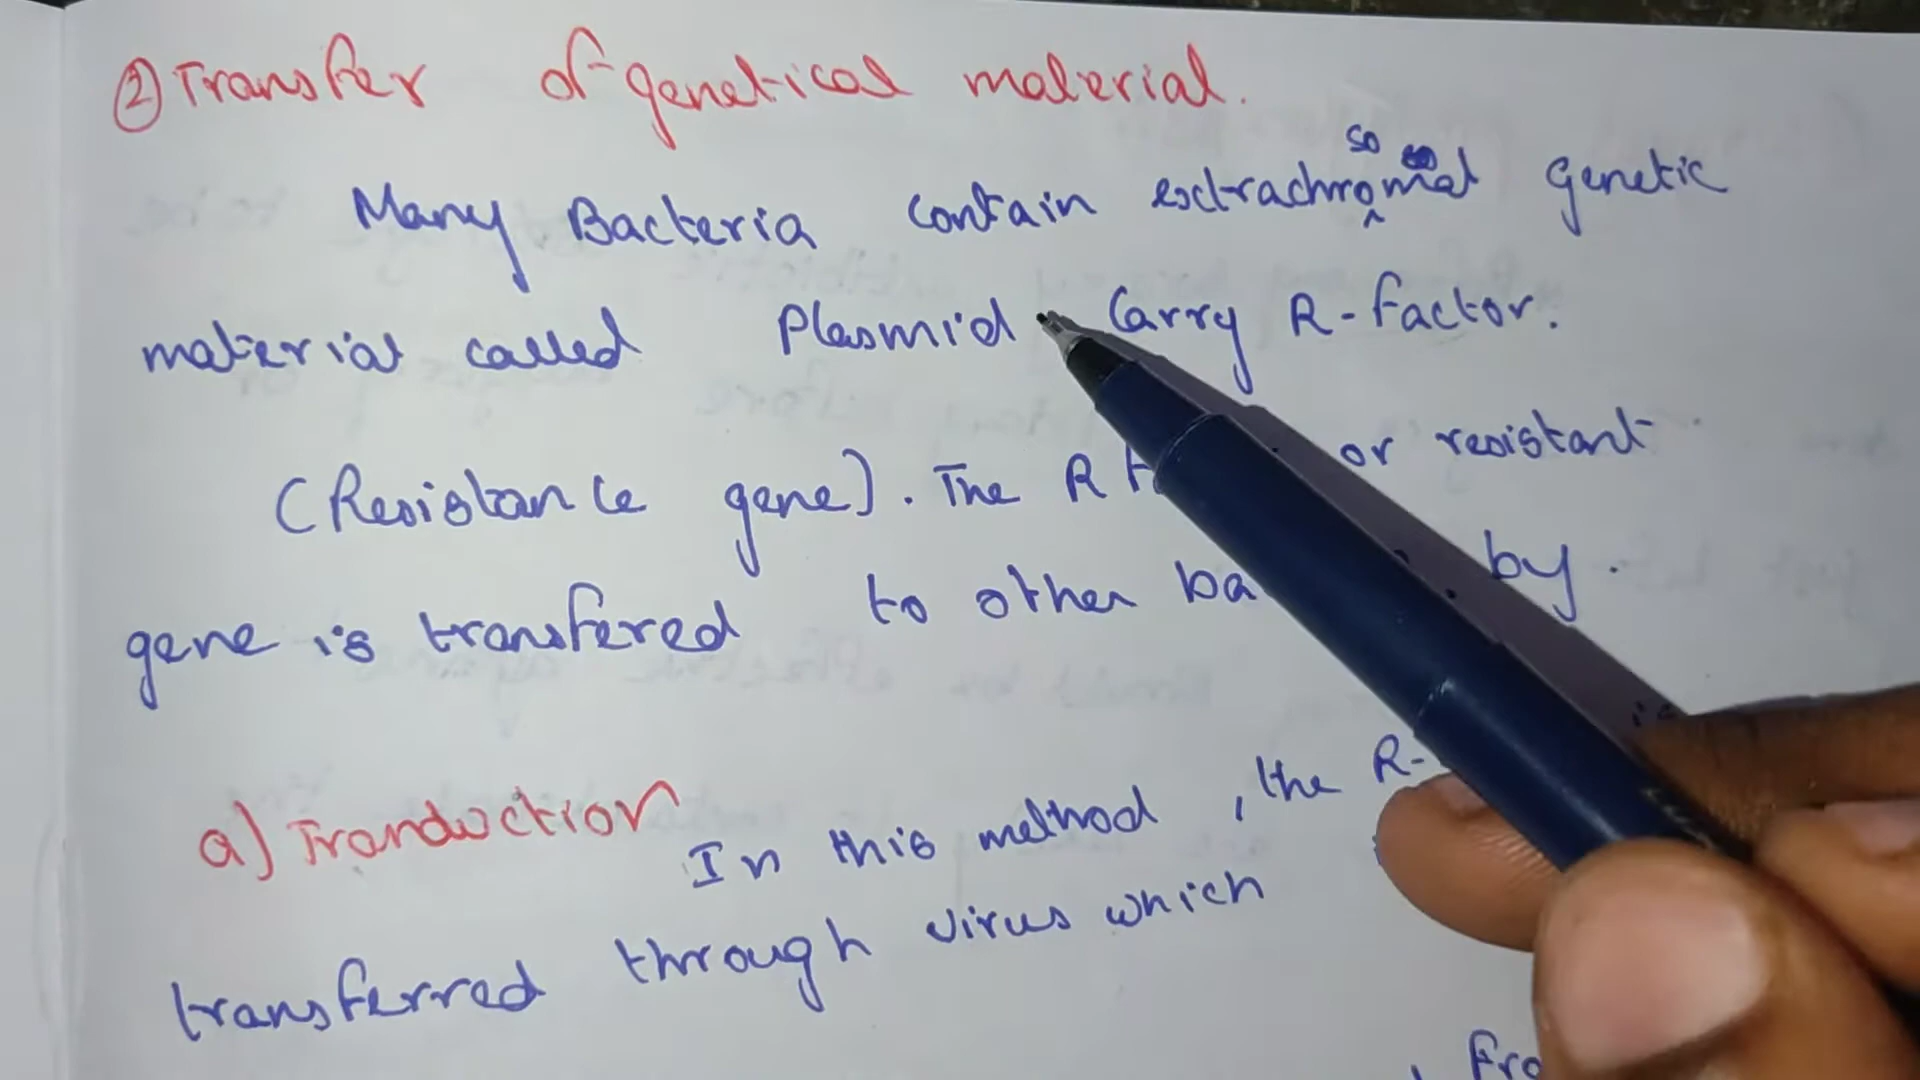 ② Transfer of genetical material.
Many Bacteria contain extrachromosomal genetic
material called Plasmid Carry R-factor.
(Resistance gene). The R or resistant
gene is transfered to other by.
a) Tranduction
In this method, the R-
transferred through virus which